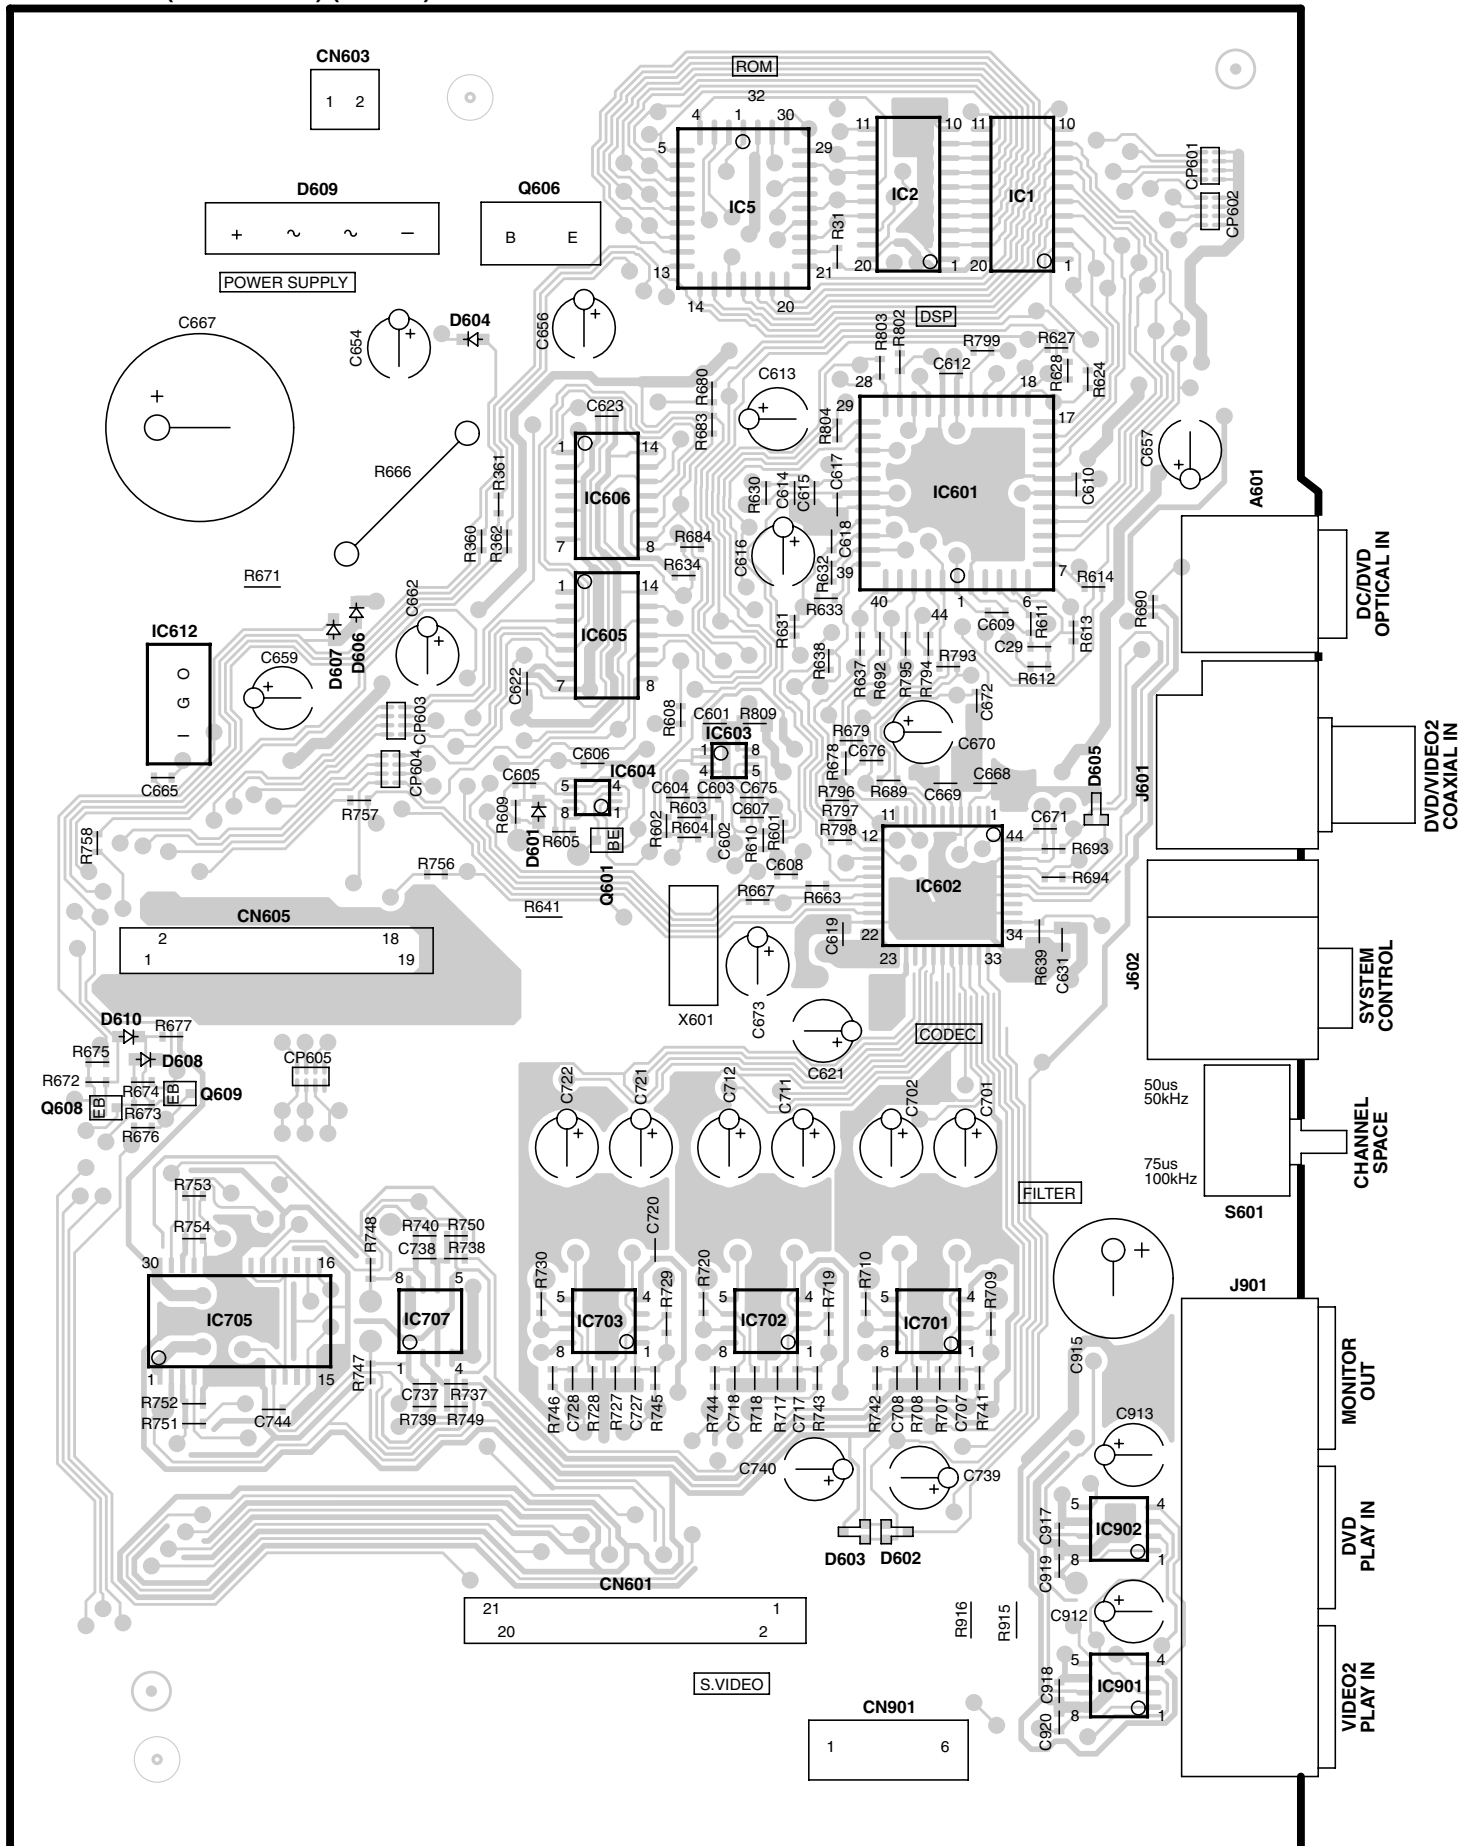 CN603
1 2
ROM
32
4 1 30
5 29
IC5
13 21
14 20
R31
11 10
IC2
20 1
11 10
IC1
20 1
CP601
CP602
D609
+ ~ ~ −
Q606
B E
POWER SUPPLY
C667
+
C654
+
D604
C656
+
DSP
R803
R802
R799
R627
C612
R628
R624
28 18
29 17
R680
R683
C613
+
R804
C623
1 14
IC606
7 8
R666
R361
R360
R362
R684
R634
R630
C614
C615
C617
C618
C616
+
IC601
C610
C657
+
A601
DC/DVD
OPTICAL IN
39 7
40 1 6
44
R632
R633
R631
R638
R637
R692
R795
R794
R793
C609
R611
C29
R613
R612
R614
R690
R671
C662
+
IC612
O
G
I
D607
D606
C659
+
1 14
IC605
7 8
C622
CP603
CP604
C665
R757
R758
R756
R608
C601
R809
IC603
1 8
4 5
C606
IC604
5 4
8 1
C605
R609
D601
R605
BE
Q601
R641
C604
C603
C675
R603
C607
R602
R604
C602
R610
R601
C608
R667
R663
R679
R678
C676
R689
C669
C670
+
C672
C668
R796
R797
R798
11 1
12 44
IC602
22 34
23 33
C671
R693
R694
D605
J601
DVD/VIDEO2
COAXIAL IN
C619
R639
C631
J602
SYSTEM
CONTROL
CN605
2 18
1 19
X601
C673
+
C621
+
CODEC
D610
R677
R675
D608
R672
R674
Q608
EB
EB
Q609
R673
R676
CP605
C722
+
C721
+
C712
+
C711
+
C702
+
C701
+
50us
50kHz
75us
100kHz
S601
CHANNEL
SPACE
FILTER
R753
R754
30 16
IC705
1 15
R752
R751
C744
R748
R747
R740
R750
C738
R738
8 5
IC707
1 4
C737
R737
R739
R749
C720
R730
5 4
IC703
8 1
R729
R720
5 4
IC702
8 1
R719
R710
5 4
IC701
8 1
R709
R746
C728
R728
R727
C727
R745
R744
C718
R718
R717
C717
R743
R742
C708
R708
R707
C707
R741
+
C915
J901
MONITOR
OUT
C740
+
C739
+
D603
D602
C913
+
C917
C919
5 4
IC902
8 1
DVD
PLAY IN
CN601
21 1
20 2
R916
R915
C912
+
C918
C920
5 4
IC901
8 1
VIDEO2
PLAY IN
S.VIDEO
CN901
1 6